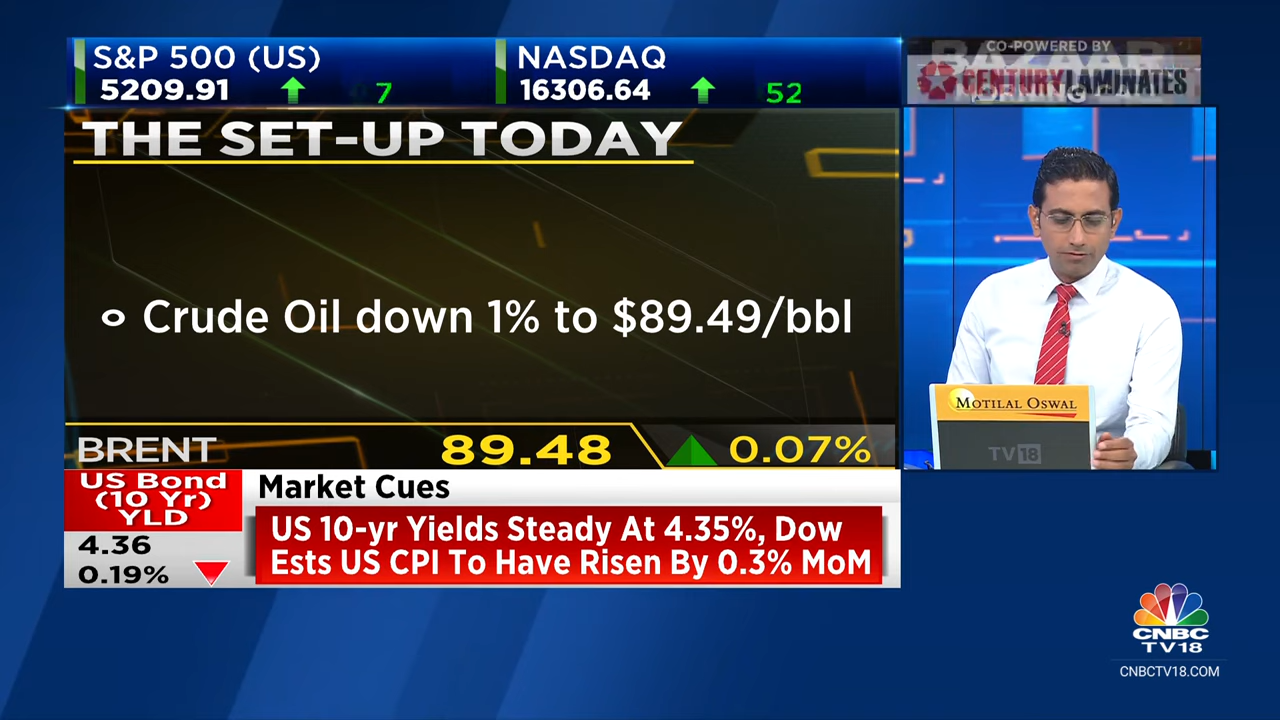 S&P 500 (US)
5209.91 7
NASDAQ
16306.64 52
CO-POWERED BY
BAZAAR
CENTURY LAMINATES
THE SET-UP TODAY
Crude Oil down 1% to $89.49/bbl
BRENT 89.48 0.07%
MOTILAL OSWAL
TV18
US Bond
(10 Yr)
YLD
4.36
0.19%
Market Cues
US 10-yr Yields Steady At 4.35%, Dow
Ests US CPI To Have Risen By 0.3% MoM
CNBC
TV18
CNBCTV18.COM